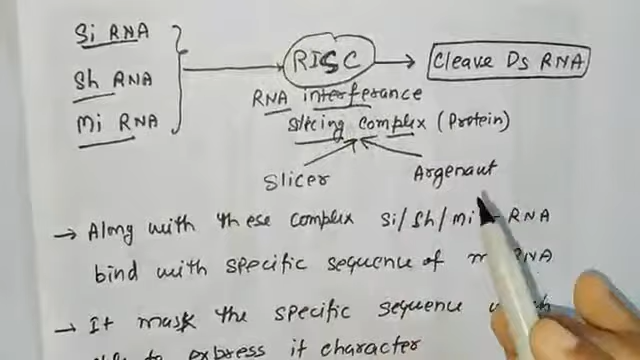 Si RNA
Sh RNA
Mi RNA
RISC
Cleave Ds RNA
RNA interferance
slicing complex (Protein)
Slicer
Argenaut
→ Along with these complex Si/Sh/Mi - RNA
bind with specific sequence of RNA
→ It mask the specific sequence
to express it character